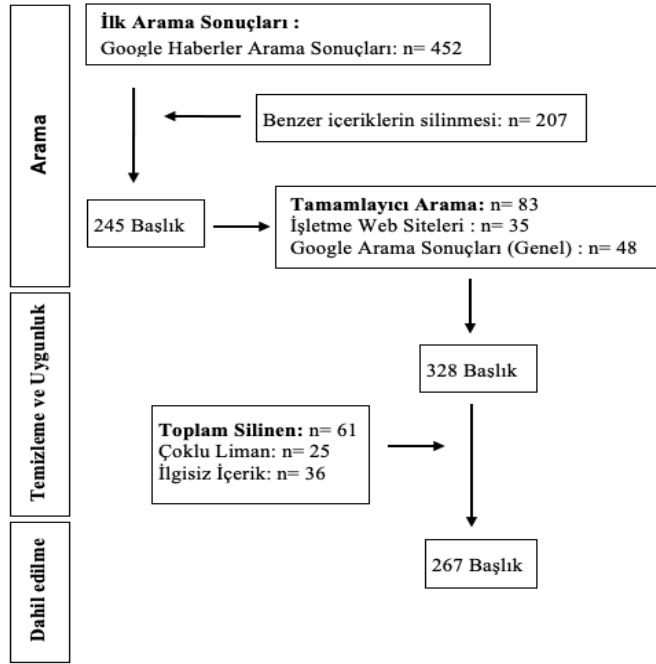 İlk Arama Sonuçları :
Google Haberler Arama Sonuçları: n= 452
Arama
Benzer içeriklerin silinmesi: n= 207
245 Başlık
Tamamlayıcı Arama: n= 83
İşletme Web Siteleri : n= 35
Google Arama Sonuçları (Genel) : n= 48
Temizleme ve Uygunluk
328 Başlık
Toplam Silinen: n= 61
Çoklu Liman: n= 25
İlgisiz İçerik: n= 36
Dahil edilme
267 Başlık